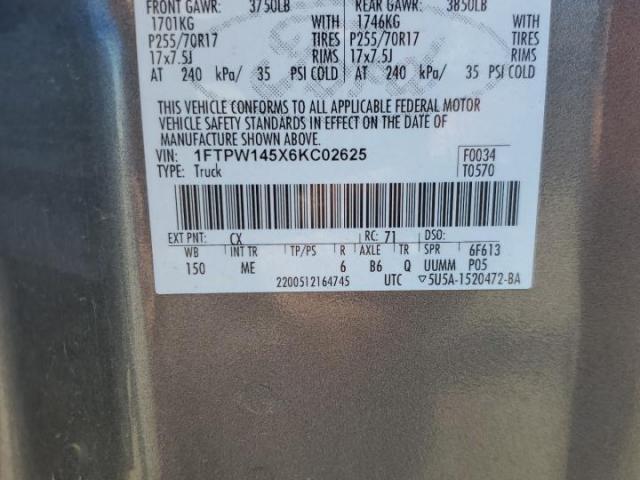 FRONT GAWR: 3750LB REAR GAWR: 3850LB
1701KG WITH 1746KG WITH
P255/70R17 TIRES P255/70R17 TIRES
17x7.5J RIMS 17x7.5J RIMS
AT 240 kPa/ 35 PSI COLD AT 240 kPa/ 35 PSI COLD
THIS VEHICLE CONFORMS TO ALL APPLICABLE FEDERAL MOTOR
VEHICLE SAFETY STANDARDS IN EFFECT ON THE DATE OF
MANUFACTURE SHOWN ABOVE.
VIN: 1FTPW145X6KC02625 F0034
TYPE: Truck T0570
EXT PNT: CX RC: 71 DSO:
WB INT TR TP/PS R AXLE TR SPR 6F613
150 ME 6 B6 Q UUMM P05
2200512164745 UTC ▽5U5A-1520472-BA